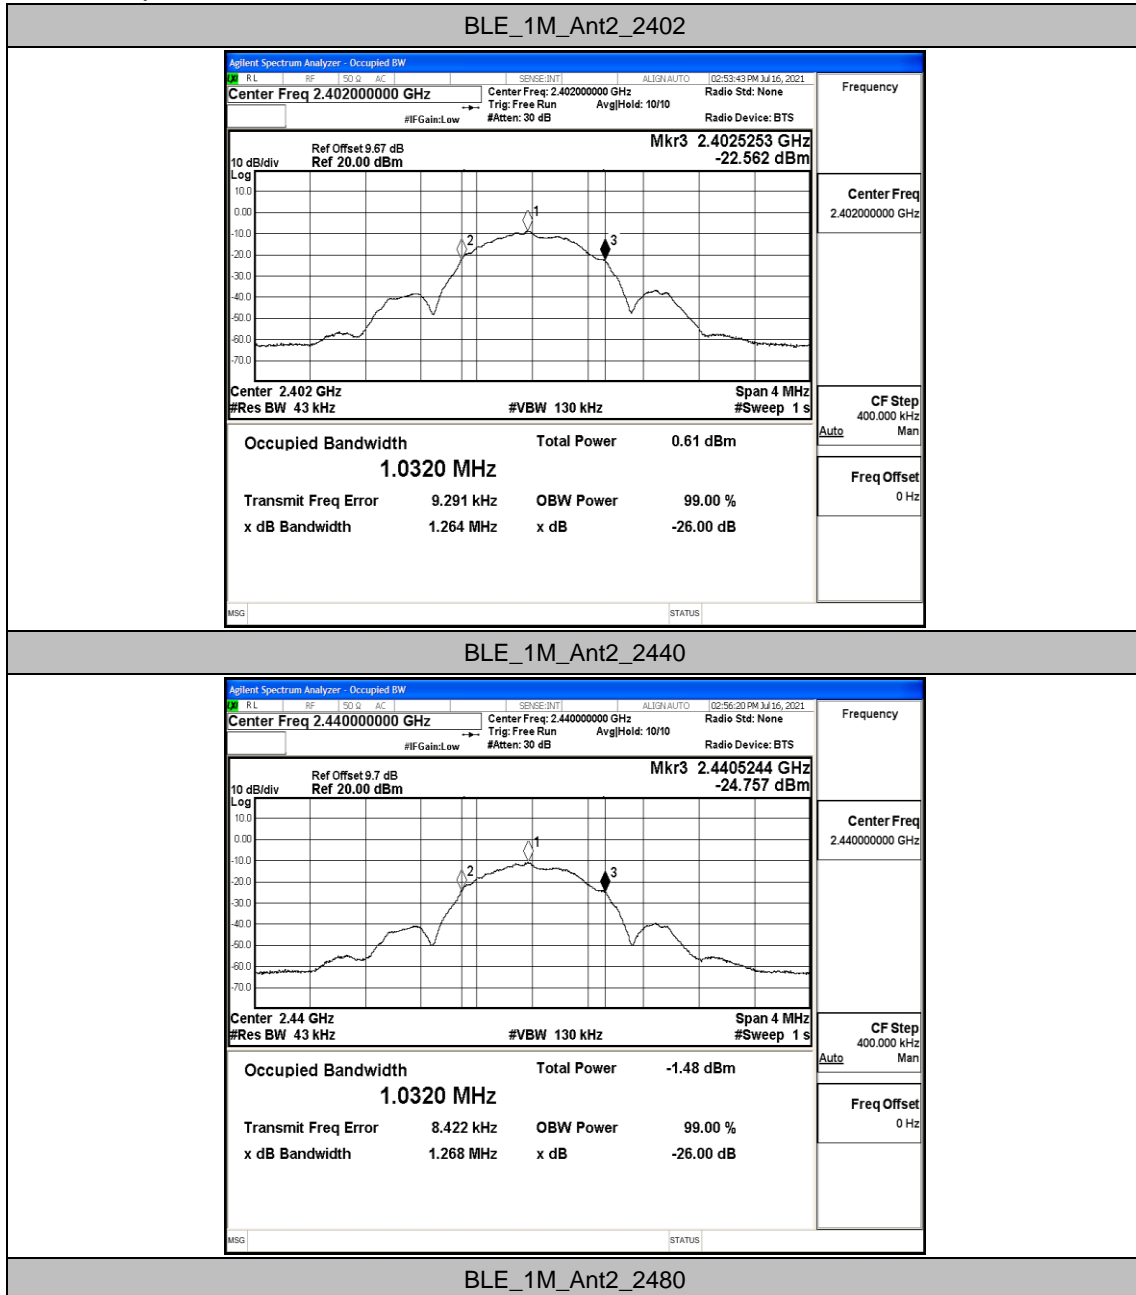 BLE_1M_Ant2_2402
Agilent Spectrum Analyzer - Occupied BW
LXI RL RF 50 Ω AC SENSE:INT ALIGN AUTO 02:53:43 PM Jul 16, 2021
Center Freq 2.402000000 GHz
Center Freq: 2.402000000 GHz
Radio Std: None
Trig: Free Run Avg|Hold: 10/10
#IFGain:Low #Atten: 30 dB Radio Device: BTS
Frequency
Mkr3 2.4025253 GHz
-22.562 dBm
Ref Offset 9.67 dB
10 dB/div Ref 20.00 dBm
Log
10.0
0.00
-10.0
-20.0
-30.0
-40.0
-50.0
-60.0
-70.0
1
2
3
Center Freq
2.402000000 GHz
Center 2.402 GHz Span 4 MHz
#Res BW 43 kHz #VBW 130 kHz #Sweep 1 s
CF Step
400.000 kHz
Auto Man
Occupied Bandwidth Total Power 0.61 dBm
1.0320 MHz
Transmit Freq Error 9.291 kHz OBW Power 99.00 %
x dB Bandwidth 1.264 MHz x dB -26.00 dB
Freq Offset
0 Hz
MSG STATUS
BLE_1M_Ant2_2440
Agilent Spectrum Analyzer - Occupied BW
LXI RL RF 50 Ω AC SENSE:INT ALIGN AUTO 02:56:20 PM Jul 16, 2021
Center Freq 2.440000000 GHz
Center Freq: 2.440000000 GHz
Radio Std: None
Trig: Free Run Avg|Hold: 10/10
#IFGain:Low #Atten: 30 dB Radio Device: BTS
Frequency
Mkr3 2.4405244 GHz
-24.757 dBm
Ref Offset 9.7 dB
10 dB/div Ref 20.00 dBm
Log
10.0
0.00
-10.0
-20.0
-30.0
-40.0
-50.0
-60.0
-70.0
1
2
3
Center Freq
2.440000000 GHz
Center 2.44 GHz Span 4 MHz
#Res BW 43 kHz #VBW 130 kHz #Sweep 1 s
CF Step
400.000 kHz
Auto Man
Occupied Bandwidth Total Power -1.48 dBm
1.0320 MHz
Transmit Freq Error 8.422 kHz OBW Power 99.00 %
x dB Bandwidth 1.268 MHz x dB -26.00 dB
Freq Offset
0 Hz
MSG STATUS
BLE_1M_Ant2_2480